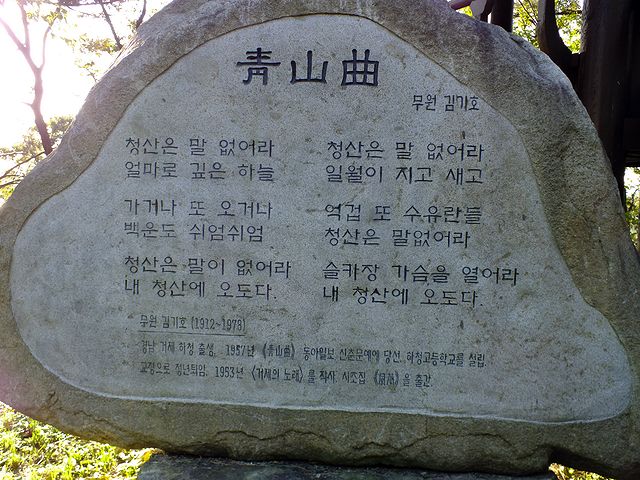 靑山曲
무원 김기호
청산은 말 없어라
얼마로 깊은 하늘
가거나 또 오거나
백운도 쉬엄쉬엄
청산은 말이 없어라
내 청산에 오도다.
청산은 말 없어라
일월이 지고 새고
억겁 또 수유란들
청산은 말없어라
슬카장 가슴을 열어라
내 청산에 오도다.
무원 김기호 (1912~1978)
경남 거제 하청 출생. 1957년 《靑山曲》 동아일보 신춘문예에 당선. 하청고등학교를 설립.
교장으로 정년퇴임. 1953년 〈거제의 노래〉를 작사. 시조집 《風蘭》을 출간.